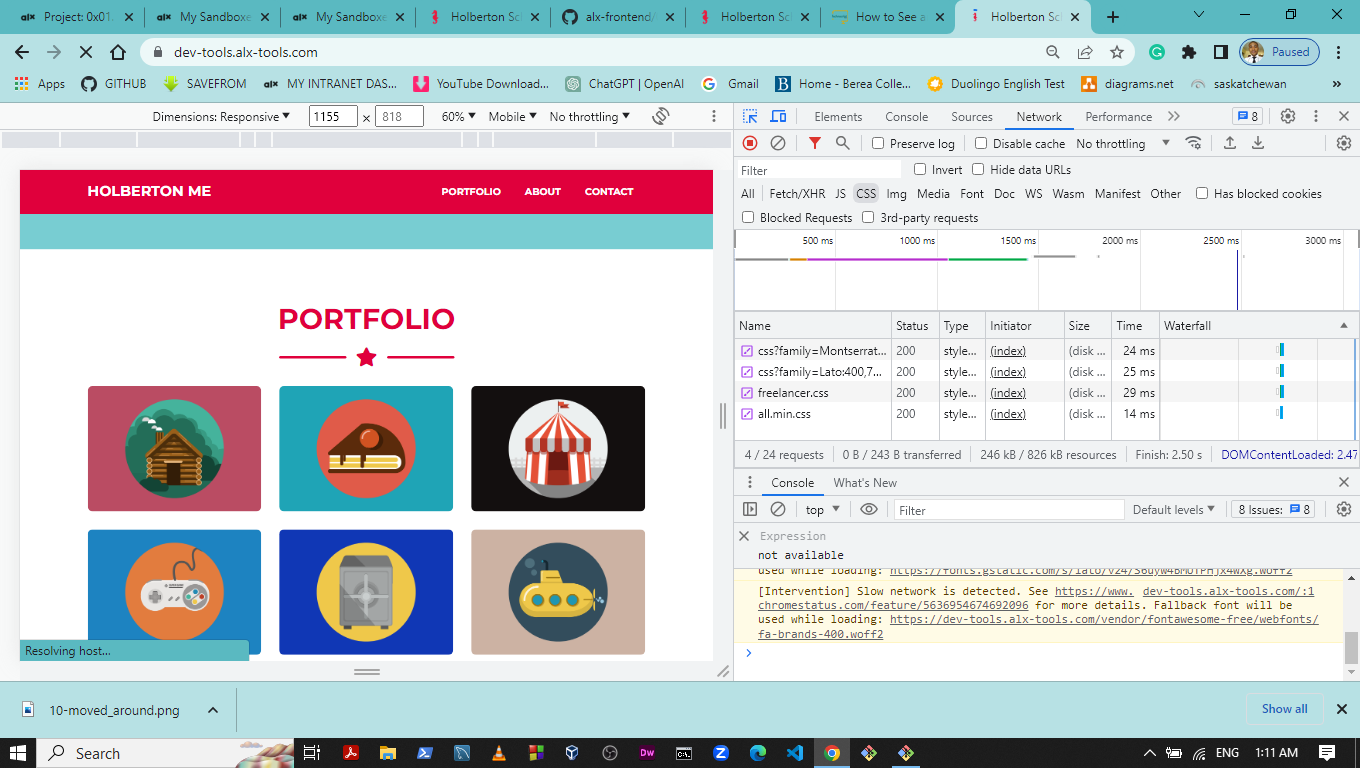 Project: 0x01.
My Sandboxe
My Sandboxe
Holberton Sc
alx-frontend/
Holberton Sc
How to See a
Holberton Sc
dev-tools.alx-tools.com
Paused
Apps
GITHUB
SAVEFROM
MY INTRANET DAS...
YouTube Download...
ChatGPT | OpenAI
Gmail
Home - Berea Colle...
Duolingo English Test
diagrams.net
saskatchewan
Dimensions: Responsive
1155
×
818
60%
Mobile
No throttling
Elements
Console
Sources
Network
Performance
8
Preserve log
Disable cache
No throttling
Filter
Invert
Hide data URLs
All
Fetch/XHR
JS
CSS
Img
Media
Font
Doc
WS
Wasm
Manifest
Other
Has blocked cookies
Blocked Requests
3rd-party requests
500 ms
1000 ms
1500 ms
2000 ms
2500 ms
3000 ms
Name
Status
Type
Initiator
Size
Time
Waterfall
css?family=Montserrat... 200 style... (index) (disk ... 24 ms
css?family=Lato:400,7... 200 style... (index) (disk ... 25 ms
freelancer.css 200 style... (index) (disk ... 29 ms
all.min.css 200 style... (index) (disk ... 14 ms
4 / 24 requests
0 B / 243 B transferred
246 kB / 826 kB resources
Finish: 2.50 s
DOMContentLoaded: 2.47
Console
What's New
top
Filter
Default levels
8 Issues:
8
Expression
not available
used while loading: https://fonts.gstatic.com/s/lato/v24/S6uyw4BMUTPHjx4wXg.woff2
[Intervention] Slow network is detected. See https://www. dev-tools.alx-tools.com/:1
chromestatus.com/feature/5636954674692096 for more details. Fallback font will be
used while loading: https://dev-tools.alx-tools.com/vendor/fontawesome-free/webfonts/
fa-brands-400.woff2
HOLBERTON ME
PORTFOLIO
ABOUT
CONTACT
PORTFOLIO
Resolving host...
10-moved_around.png
Show all
Search
ENG
1:11 AM